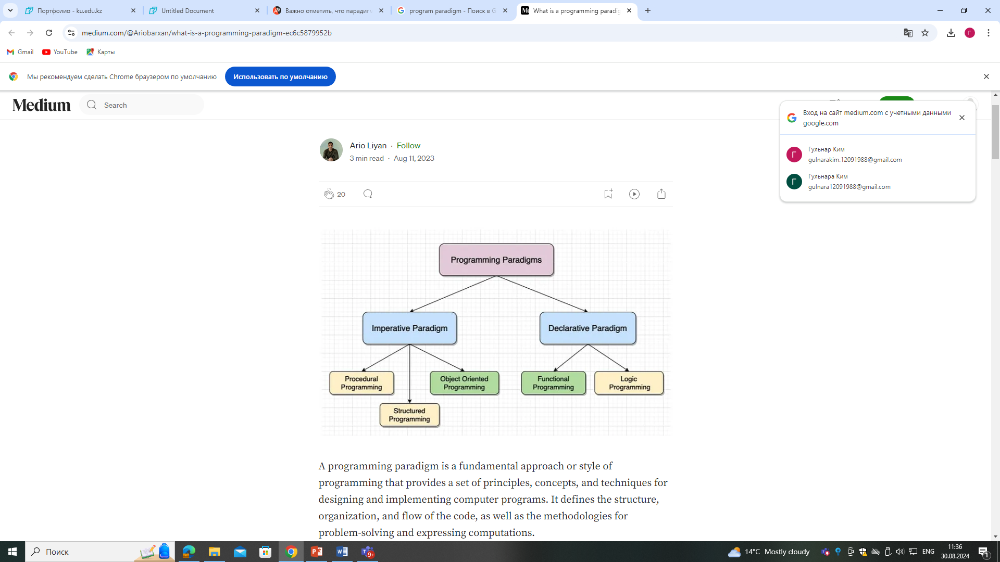 Портфолио - ku.edu.kz
Untitled Document
Важно отметить, что парадигм
program paradigm - Поиск в G
What is a programming paradig
medium.com/@Ariobarxan/what-is-a-programming-paradigm-ec6c5879952b
Г
Gmail
YouTube
Карты
Мы рекомендуем сделать Chrome браузером по умолчанию
Использовать по умолчанию
Medium
Search
Вход на сайт medium.com с учетными данными
google.com
Г
Гульнар Ким
gulnarakim.12091988@gmail.com
Г
Гульнара Ким
gulnara12091988@gmail.com
Ario Liyan · Follow
3 min read · Aug 11, 2023
20
Programming Paradigms
Imperative Paradigm
Declarative Paradigm
Procedural
Programming
Object Oriented
Programming
Functional
Programming
Logic
Programming
Structured
Programming
A programming paradigm is a fundamental approach or style of
programming that provides a set of principles, concepts, and techniques for
designing and implementing computer programs. It defines the structure,
organization, and flow of the code, as well as the methodologies for
problem-solving and expressing computations.
Поиск
9+
14°C Mostly cloudy
ENG
11:36
30.08.2024
1